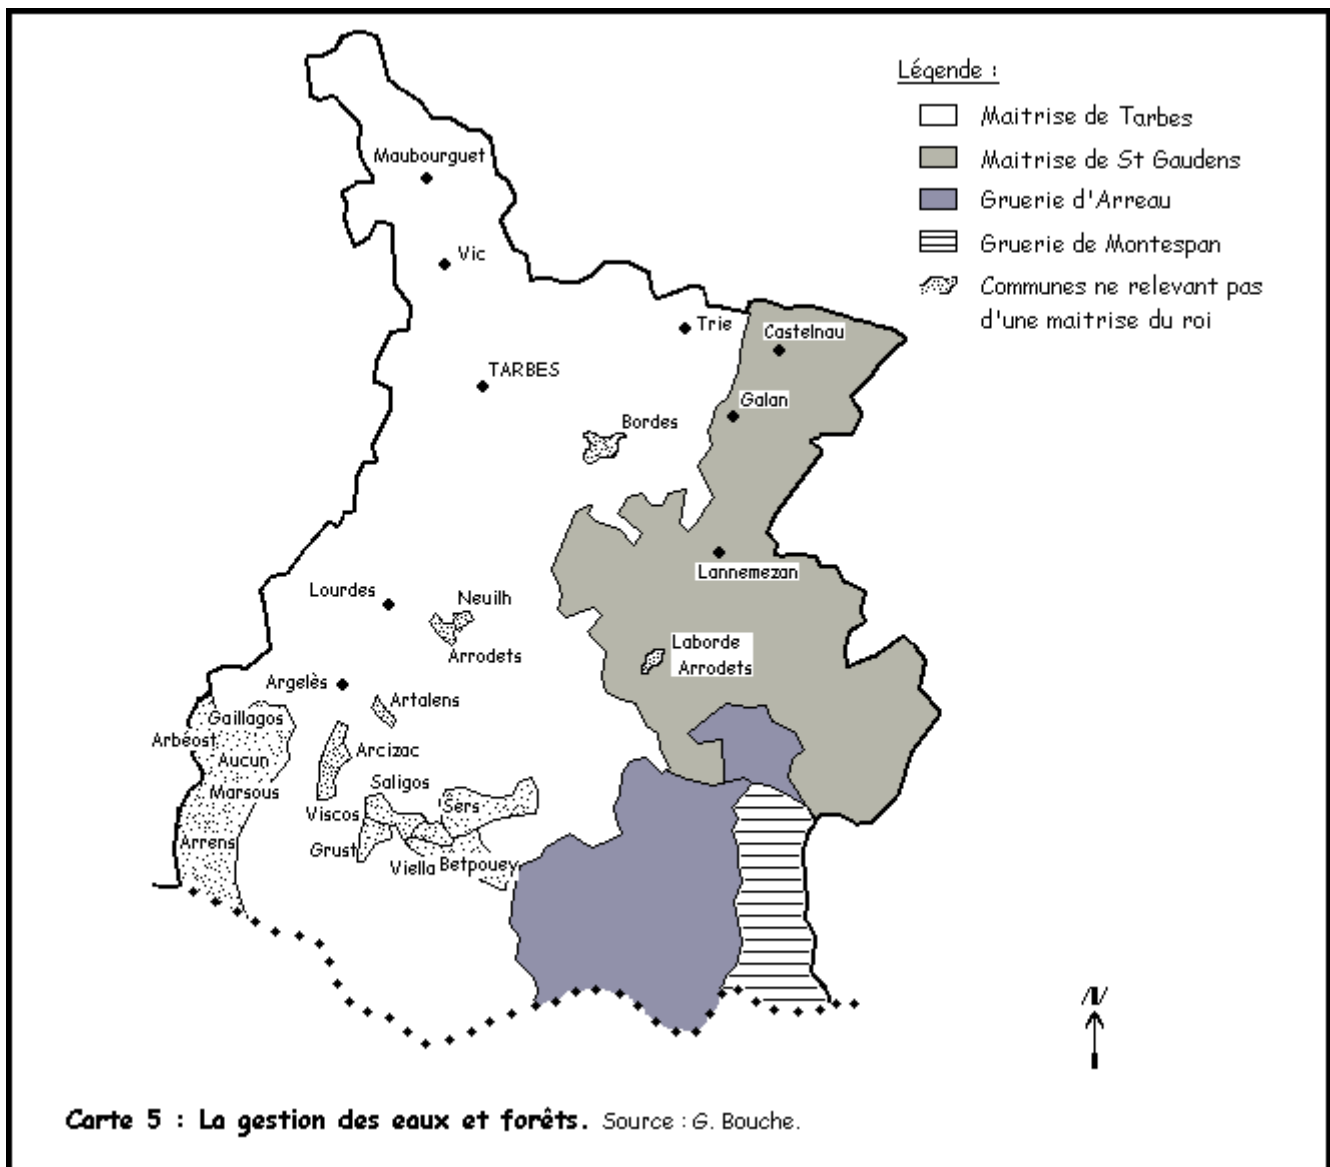 Légende :
Maitrise de Tarbes
Maitrise de St Gaudens
Gruerie d'Arreau
Gruerie de Montespan
Communes ne relevant pas
d'une maitrise du roi
Maubourguet
Vic
Trie
Castelnau
TARBES
Galan
Bordes
Lannemezan
Lourdes
Neuilh
Arrodets
Laborde
Arrodets
Argelès
Artalens
Gaillagos
Arbéost
Aucun
Arcizac
Marsous
Saligos
Viscos
Sers
Arrens
Grust
Viella
Betpouey
N
Carte 5 : La gestion des eaux et forêts. Source : G. Bouche.